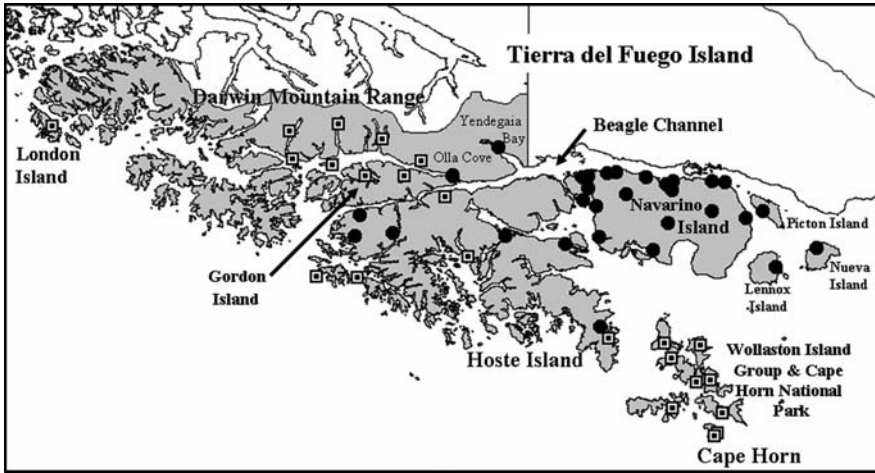 Tierra del Fuego Island
Darwin Mountain Range
Yendegaia
Bay
Beagle Channel
London
Island
Olla Cove
Navarino
Island
Picton Island
Gordon
Island
Lennox
Island
Nueva
Island
Hoste Island
Wollaston Island
Group & Cape
Horn National
Park
Cape Horn